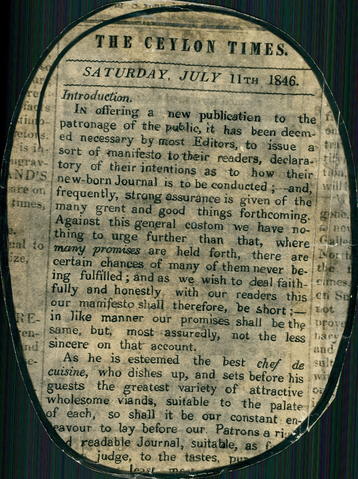 THE CEYLON TIMES.
SATURDAY, JULY 11TH 1846.
Introduction.
IN offering a new publication to the
patronage of the public, it has been deem-
ed necessary by most Editors, to issue a
sort of manifesto to their readers, declara-
tory of their intentions as to how their
new-born Journal is to be conducted ;—and,
frequently, strong assurance is given of the
many grent and good things forthcoming.
Against this general costom we have no-
thing to urge further than that, where
many promises are held forth, there are
certain chances of many of them never be-
ing fulfilled ; and as we wish to deal faith-
fully and honestly with our readers this
our manifesto shall therefore, be short ;—
in like manner our promises shall be the
same, but, most assuredly, not the less
sincere on that account.
As he is esteemed the best chef de
cuisine, who dishes up, and sets before his
guests the greatest variety of attractive
wholesome viands, suitable to the palate
of each, so shall it be our constant en-
eavour to lay before our. Patrons a
d readable Journal, suitable, as
judge, to the tastes,
least